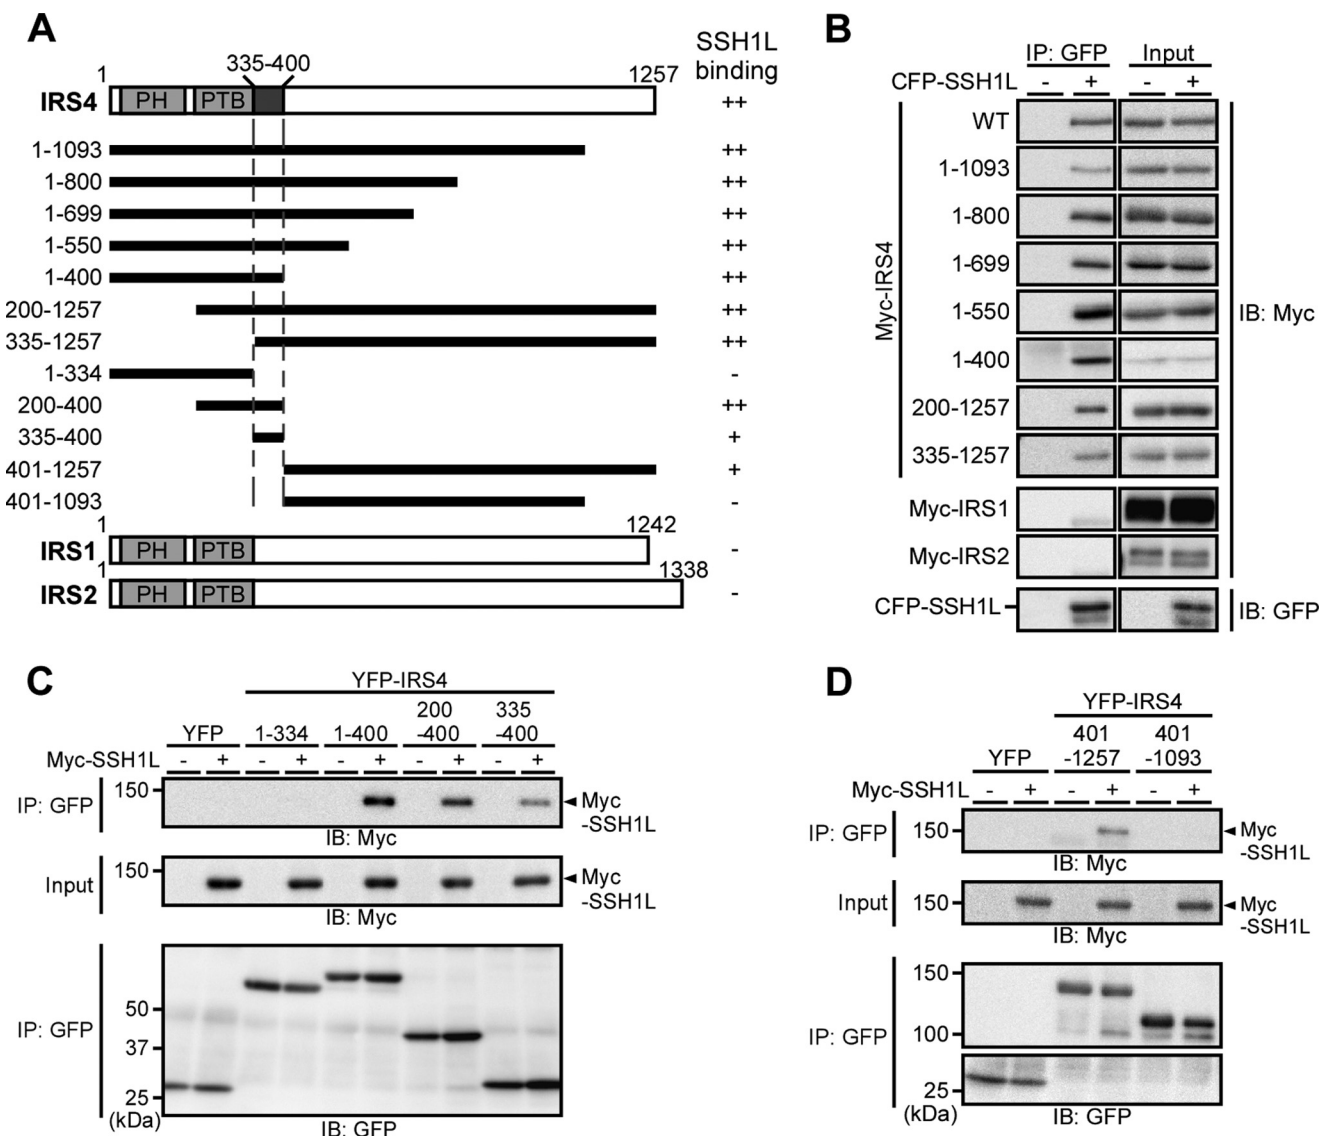 A
SSH1L
binding
335-400
1 1257
IRS4 PH PTB ++
1-1093 ++
1-800 ++
1-699 ++
1-550 ++
1-400 ++
200-1257 ++
335-1257 ++
1-334 -
200-400 ++
335-400 +
401-1257 +
401-1093 -
1 1242
IRS1 PH PTB -
1 1338
IRS2 PH PTB -
B
IP: GFP Input
CFP-SSH1L - + - +
Myc-IRS4
WT
1-1093
1-800
1-699
1-550
1-400
200-1257
335-1257
Myc-IRS1
Myc-IRS2
IB: Myc
CFP-SSH1L
IB: GFP
C
YFP-IRS4
200 335
YFP 1-334 1-400 -400 -400
Myc-SSH1L - + - + - + - + - +
IP: GFP 150 Myc
-SSH1L
IB: Myc
Input 150 Myc
-SSH1L
IB: Myc
IP: GFP
50
37
25
(kDa)
IB: GFP
D
YFP-IRS4
401 401
YFP -1257 -1093
Myc-SSH1L - + - + - +
IP: GFP 150 Myc
-SSH1L
IB: Myc
Input 150 Myc
-SSH1L
IB: Myc
IP: GFP
150
100
25
(kDa)
IB: GFP